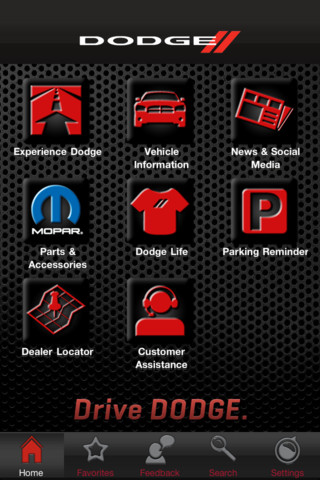 DODGE
Experience Dodge
Vehicle
Information
News & Social
Media
MOPAR
Parts &
Accessories
Dodge Life
P
Parking Reminder
Dealer Locator
Customer
Assistance
Drive DODGE.
Home
Favorites
Feedback
Search
Settings